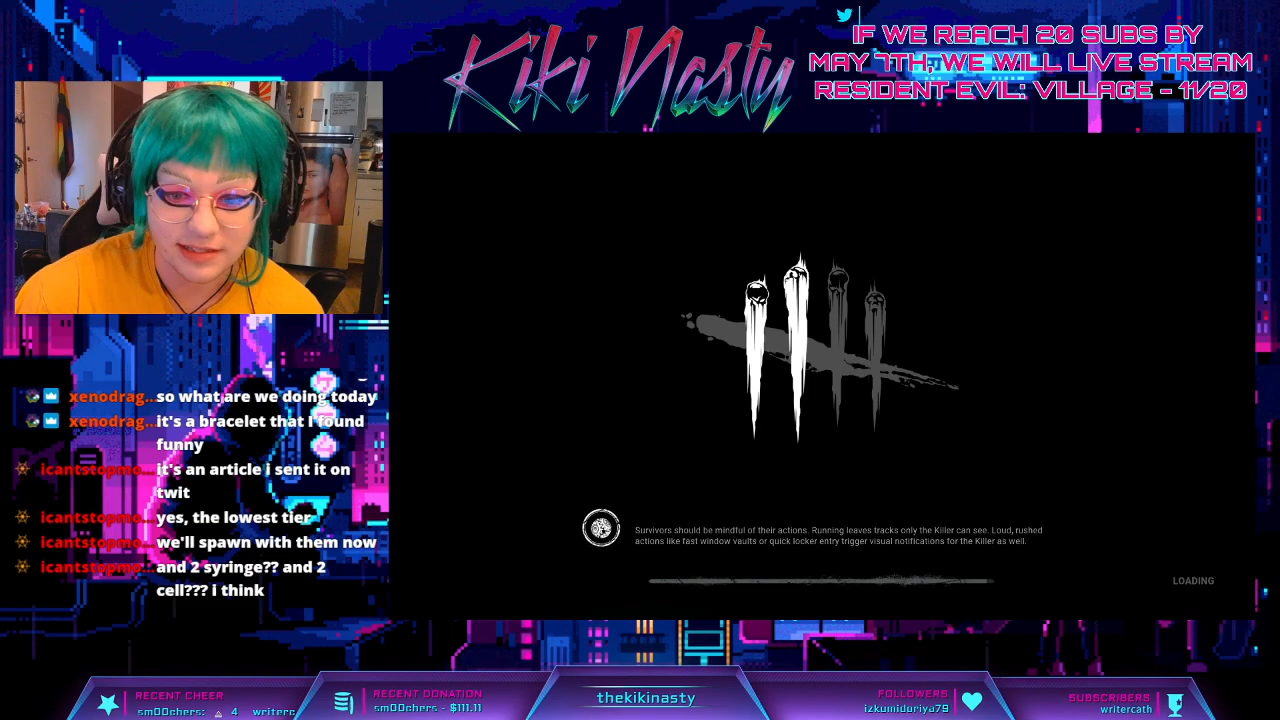 Kiki Nasty
IF WE REACH 20 SUBS BY
MAY 7TH, WE WILL LIVE STREAM
RESIDENT EVIL: VILLAGE - 11/20
xenodrag... so what are we doing today
xenodrag... it's a bracelet that I found
funny
icantstopmo... it's an article i sent it on
twit
icantstopmo... yes, the lowest tier
icantstopmo... we'll spawn with them now
icantstopmo... and 2 syringe?? and 2
cell??? i think
Survivors should be mindful of their actions. Running leaves tracks only the Killer can see. Loud, rushed
actions like fast window vaults or quick locker entry trigger visual notifications for the Killer as well.
LOADING
RECENT CHEER
sm00chers: 4 writerc
RECENT DONATION
sm00chers - $111.11
thekikinasty
FOLLOWERS
izkumiduriya79
SUBSCRIBERS
writercath